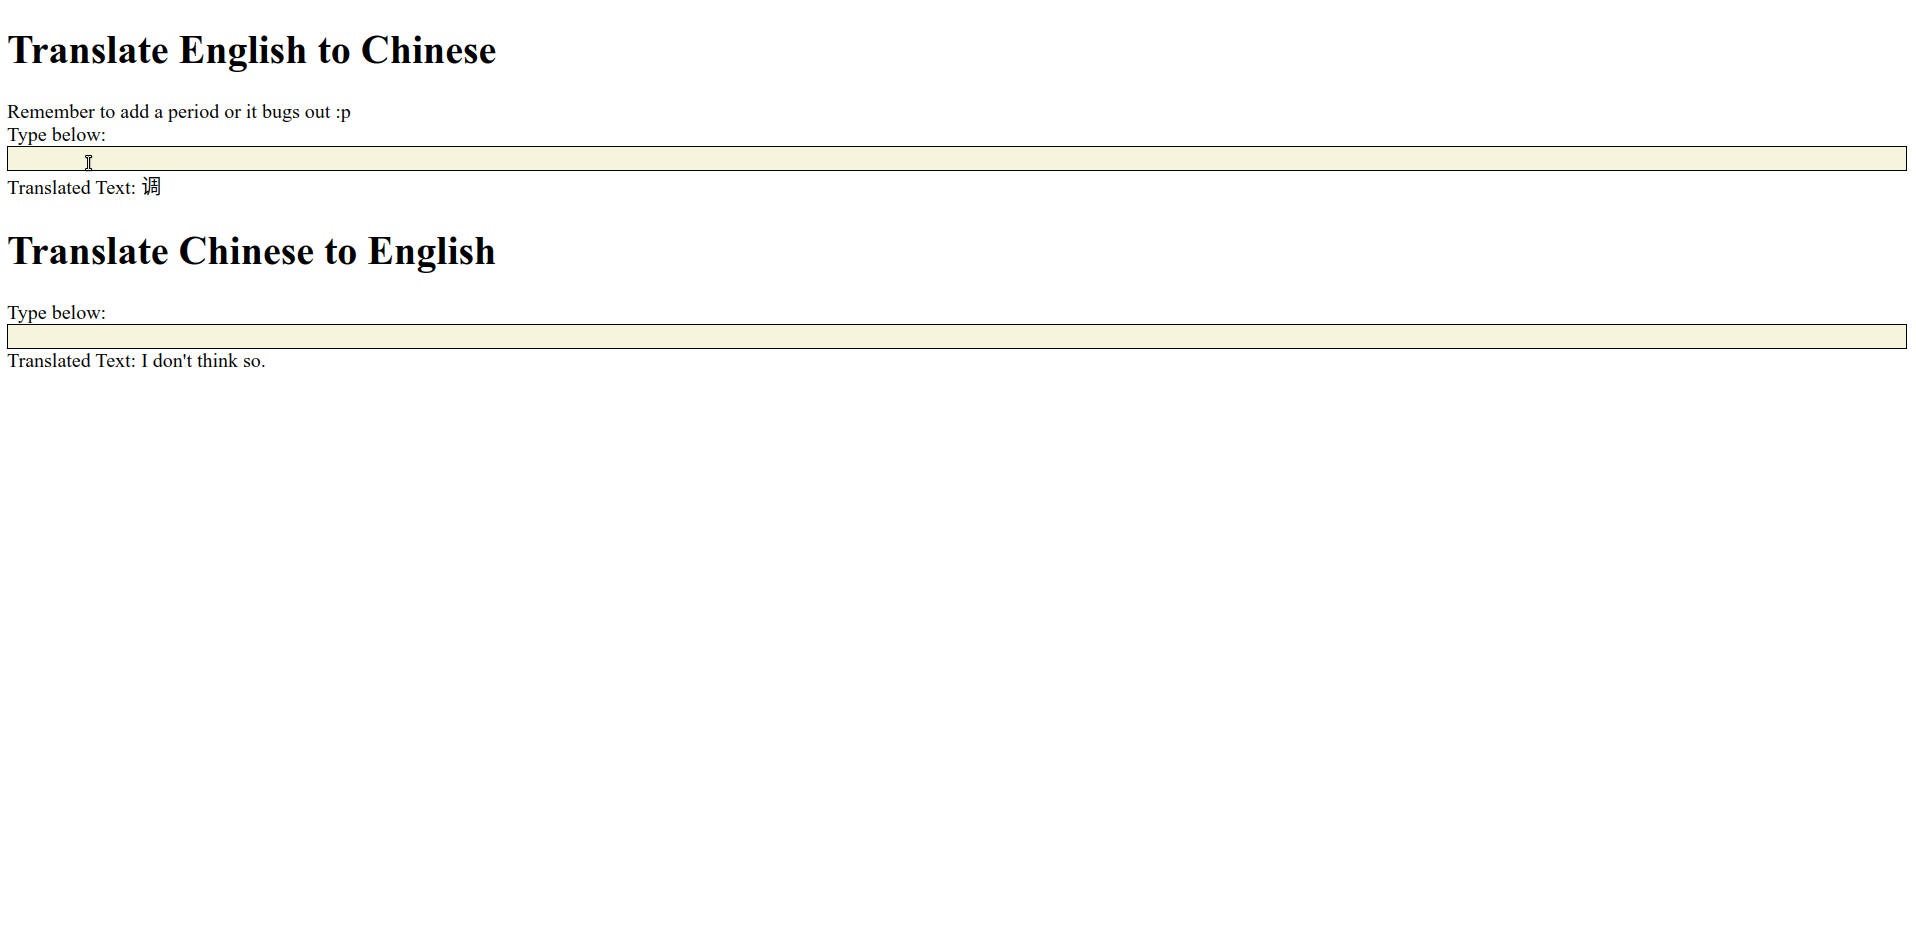 Translate English to Chinese
Remember to add a period or it bugs out :p
Type below:
Translated Text: 调
Translate Chinese to English
Type below:
Translated Text: I don't think so.